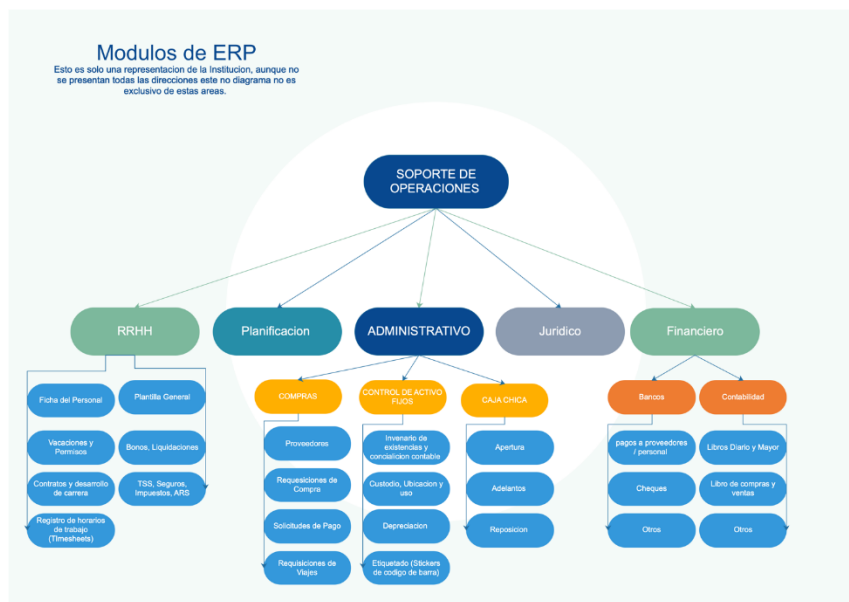 Modulos de ERP
Esto es solo una representacion de la Institucion, aunque no
se presentan todas las direcciones este no diagrama no es
exclusivo de estas areas.
SOPORTE DE
OPERACIONES
RRHH
Planificacion
ADMINISTRATIVO
Juridico
Financiero
Ficha del Personal
Plantilla General
Vacaciones y
Permisos
Bonos, Liquidaciones
Contratos y desarrollo
de carrera
TSS, Seguros,
Impuestos, ARS
Registro de horarios
de trabajo
(TImesheets)
COMPRAS
Proveedores
Requesiciones de
Compra
Solicitudes de Pago
Requisiciones de
Viajes
CONTROL DE ACTIVO
FIJOS
Invenario de
existencias y
concialicion contable
Custodio, Ubicacion y
uso
Depreciacion
Etiquetado (Stickers
de codigo de barra)
CAJA CHICA
Apertura
Adelantos
Reposicion
Bancos
pagos a proveedores
/ personal
Cheques
Otros
Contabilidad
Libros Diario y Mayor
Libro de compras y
ventas
Otros